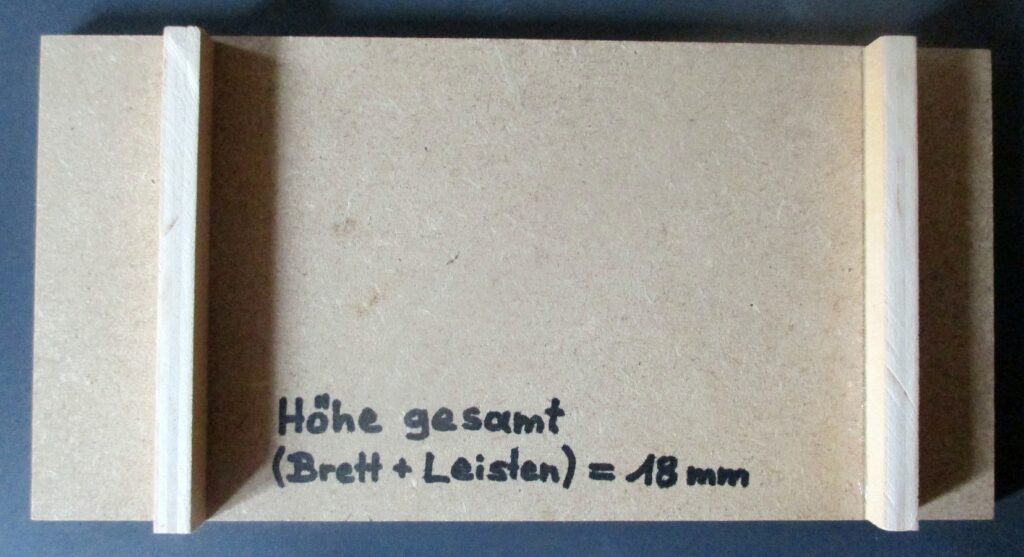 Höhe gesamt
(Brett + Leisten) = 18 mm